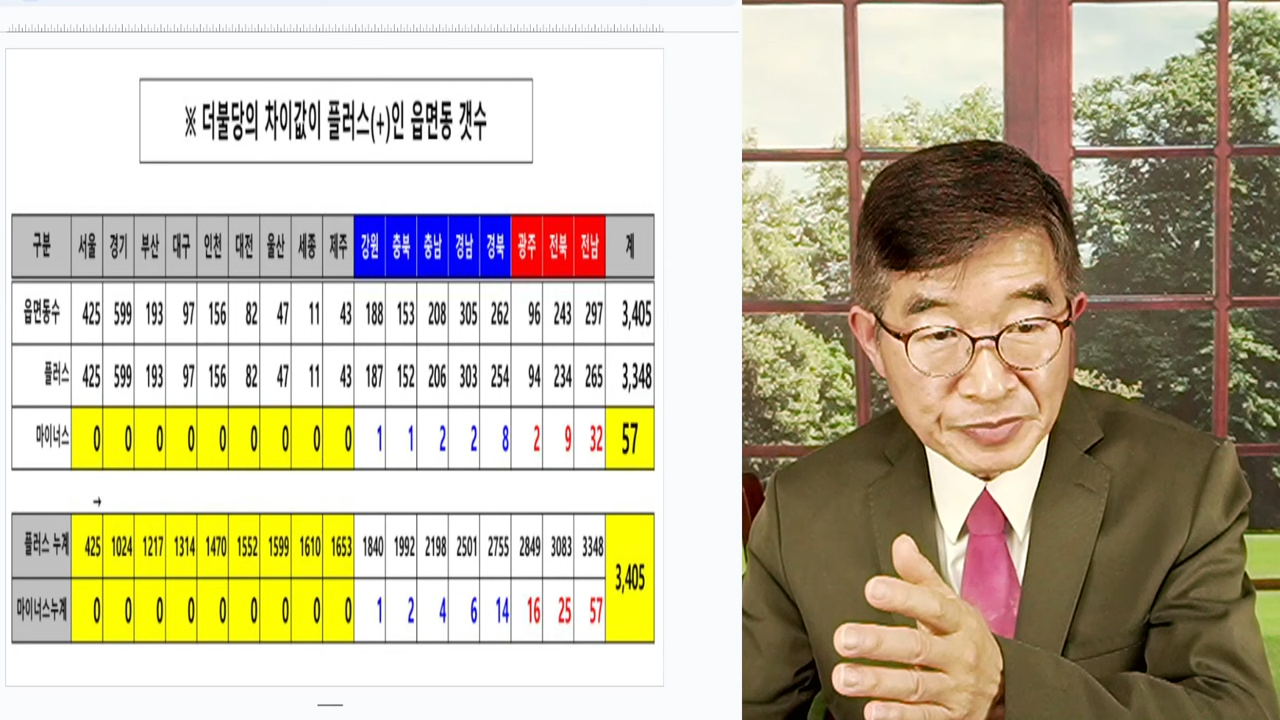 ※ 더불당의 차이값이 플러스(+)인 읍면동 갯수
구분 서울 경기 부산 대구 인천 대전 울산 세종 제주 강원 충북 충남 경남 경북 광주 전북 전남 계
읍면동수 425 599 193 97 156 82 47 11 43 188 153 208 305 262 96 243 297 3,405
플러스 425 599 193 97 156 82 47 11 43 187 152 206 303 254 94 234 265 3,348
마이너스 0 0 0 0 0 0 0 0 0 1 1 2 2 8 2 9 32 57
→
플러스 누계 425 1024 1217 1314 1470 1552 1599 1610 1653 1840 1992 2198 2501 2755 2849 3083 3348 3,405
마이너스누계 0 0 0 0 0 0 0 0 0 1 2 4 6 14 16 25 57